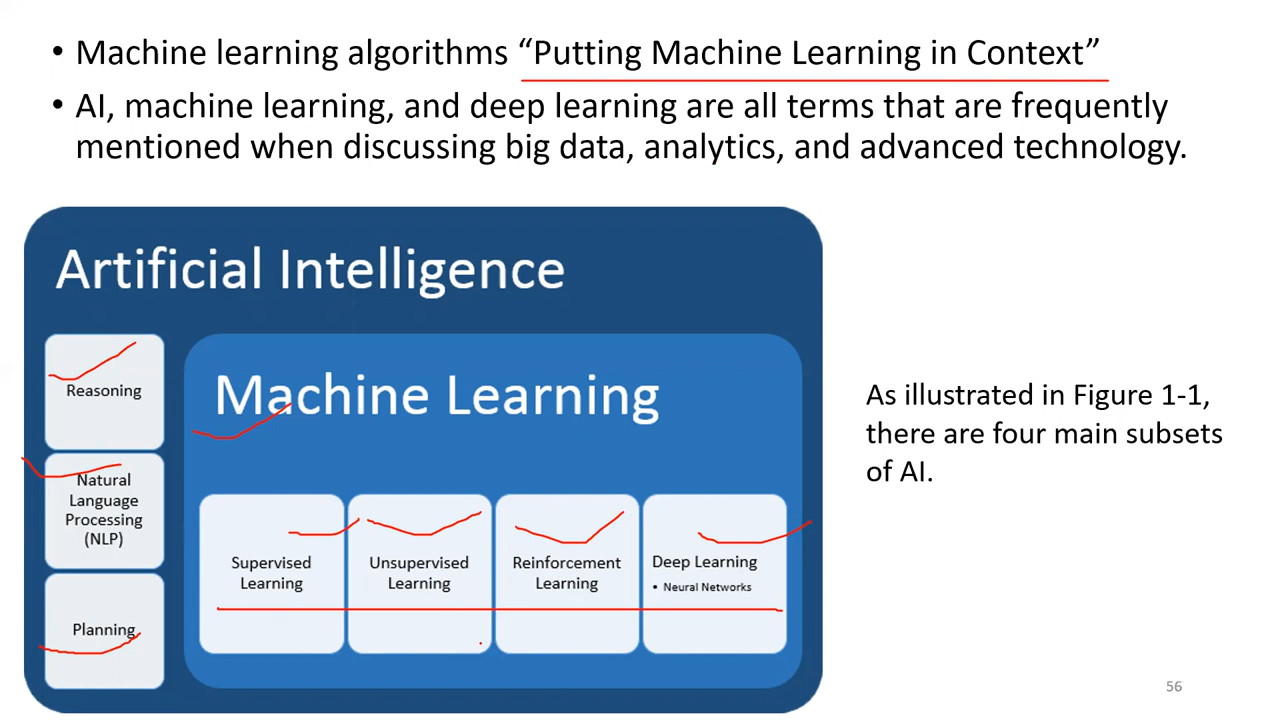 • Machine learning algorithms “Putting Machine Learning in Context”
• AI, machine learning, and deep learning are all terms that are frequently
mentioned when discussing big data, analytics, and advanced technology.
Artificial Intelligence
Reasoning
Natural
Language
Processing
(NLP)
Planning
Machine Learning
Supervised
Learning
Unsupervised
Learning
Reinforcement
Learning
Deep Learning
• Neural Networks
As illustrated in Figure 1-1,
there are four main subsets
of AI.
56